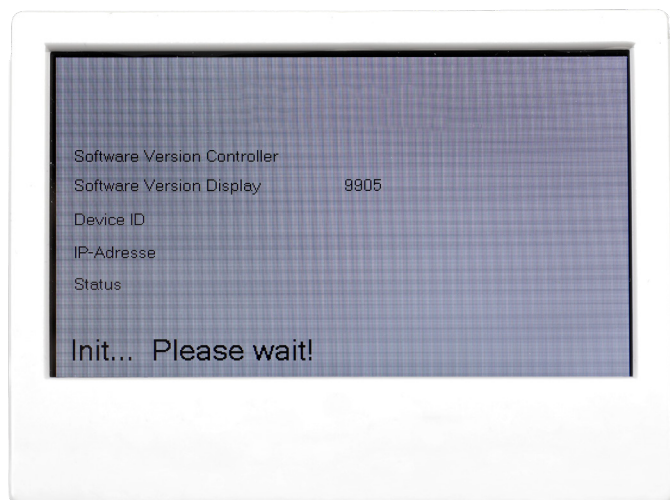 Software Version Controller
Software Version Display 9905
Device ID
IP-Adresse
Status
Init... Please wait!